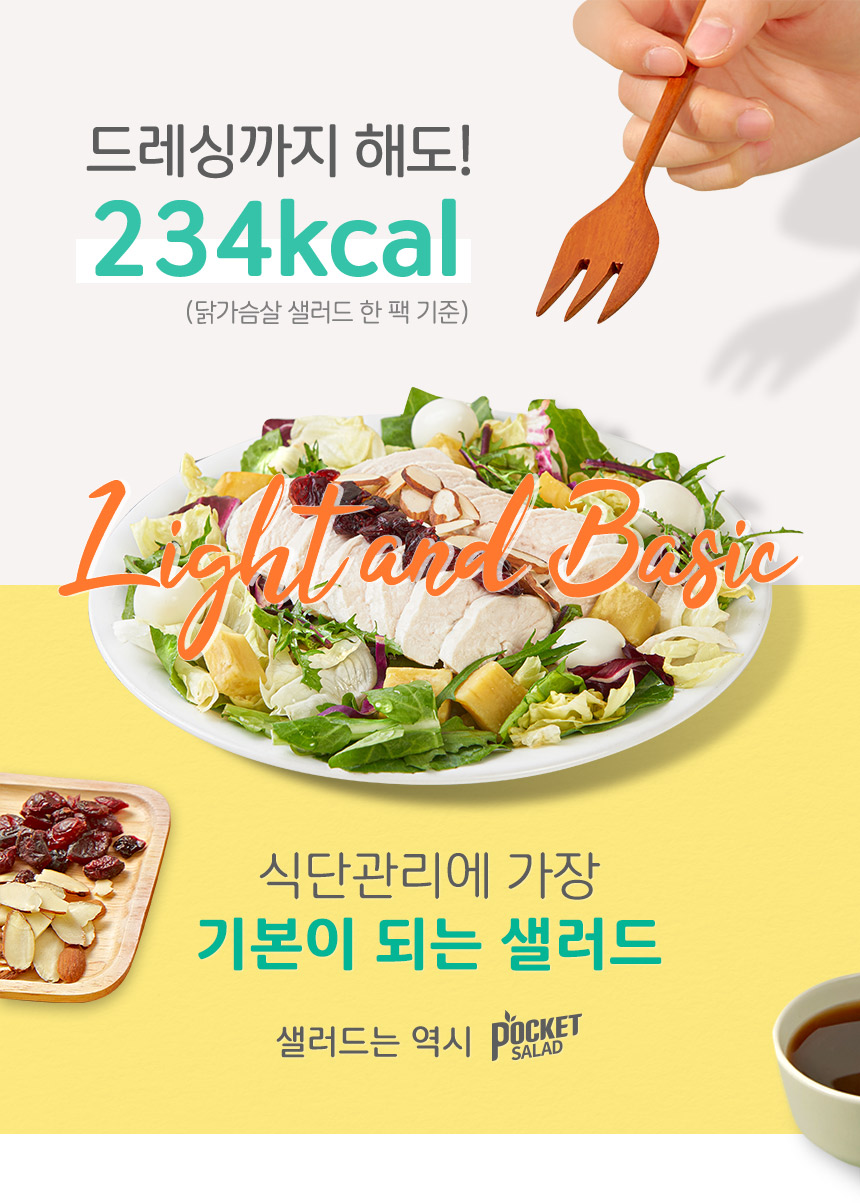 드레싱까지 해도!
234kcal
(닭가슴살 샐러드 한 팩 기준)
Light and Basic
식단관리에 가장
기본이 되는 샐러드
샐러드는 역시 POCKET SALAD